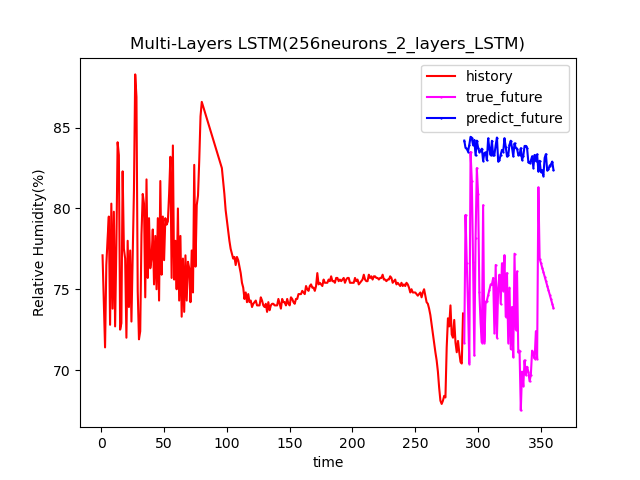 Multi-Layers LSTM(256neurons_2_layers_LSTM)
history
true_future
predict_future
Relative Humidity(%)
85
80
75
70
0 50 100 150 200 250 300 350
time